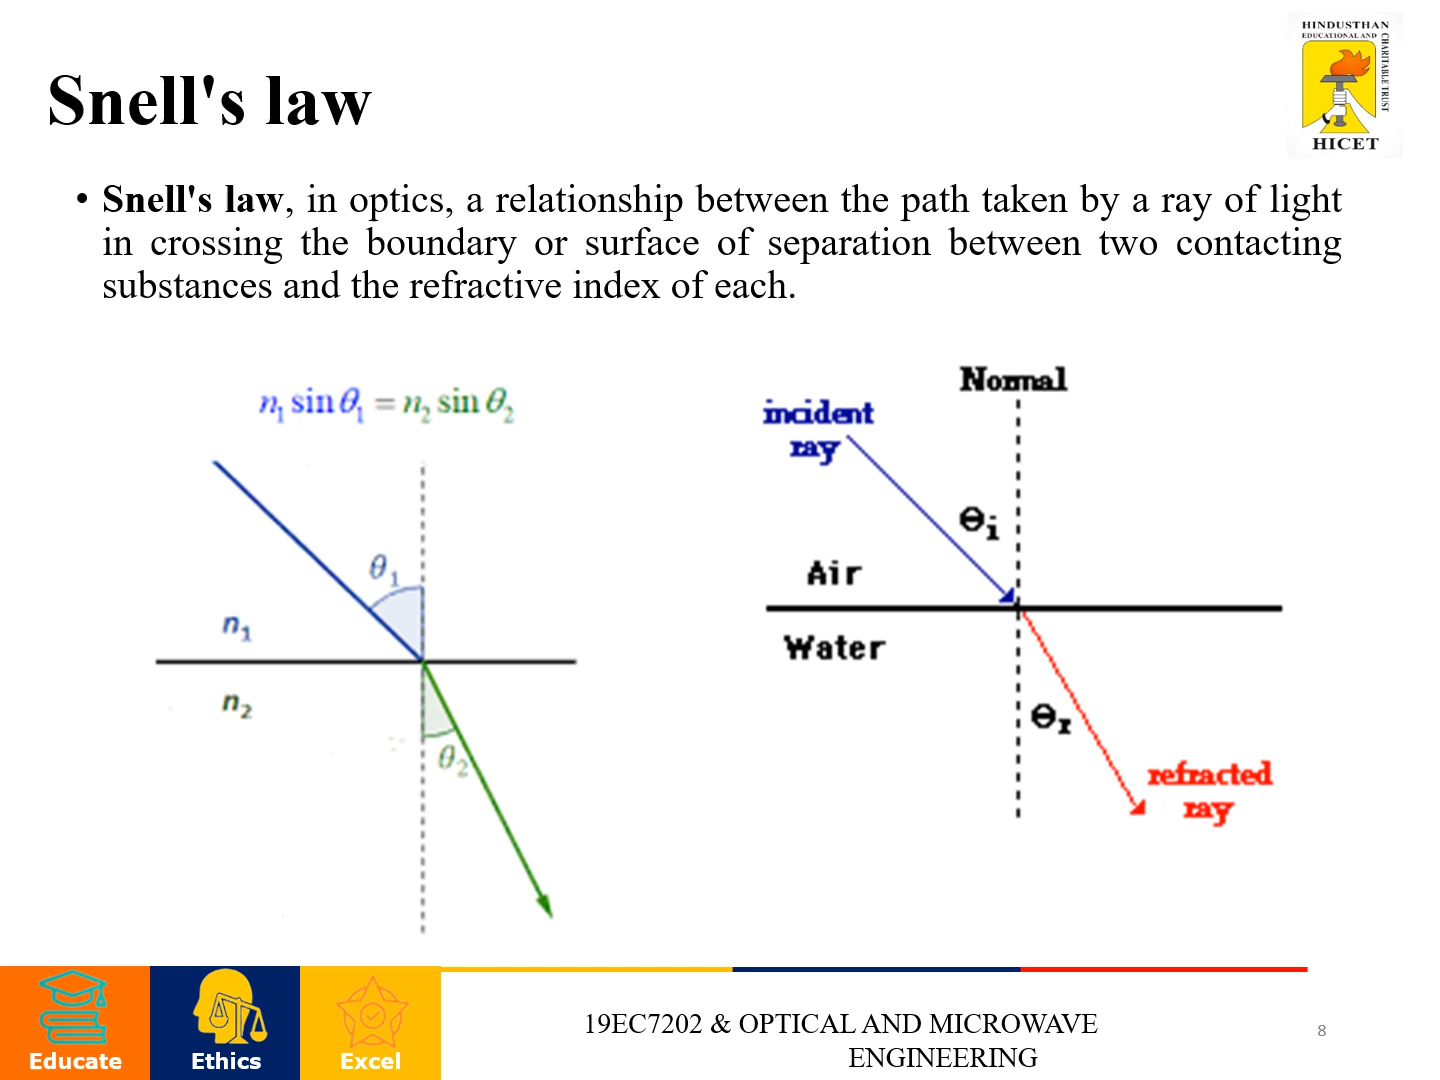 HINDUSTHAN
EDUCATIONAL AND
CHARITABLE TRUST
HICET
Snell's law
• Snell's law, in optics, a relationship between the path taken by a ray of light
in crossing the boundary or surface of separation between two contacting
substances and the refractive index of each.
n₁ sin θ₁ = n₂ sin θ₂
θ₁
n₁
n₂
θ₂
Normal
incident
ray
Θi
Air
Water
Θr
refracted
ray
Educate
Ethics
Excel
19EC7202 & OPTICAL AND MICROWAVE
ENGINEERING
8